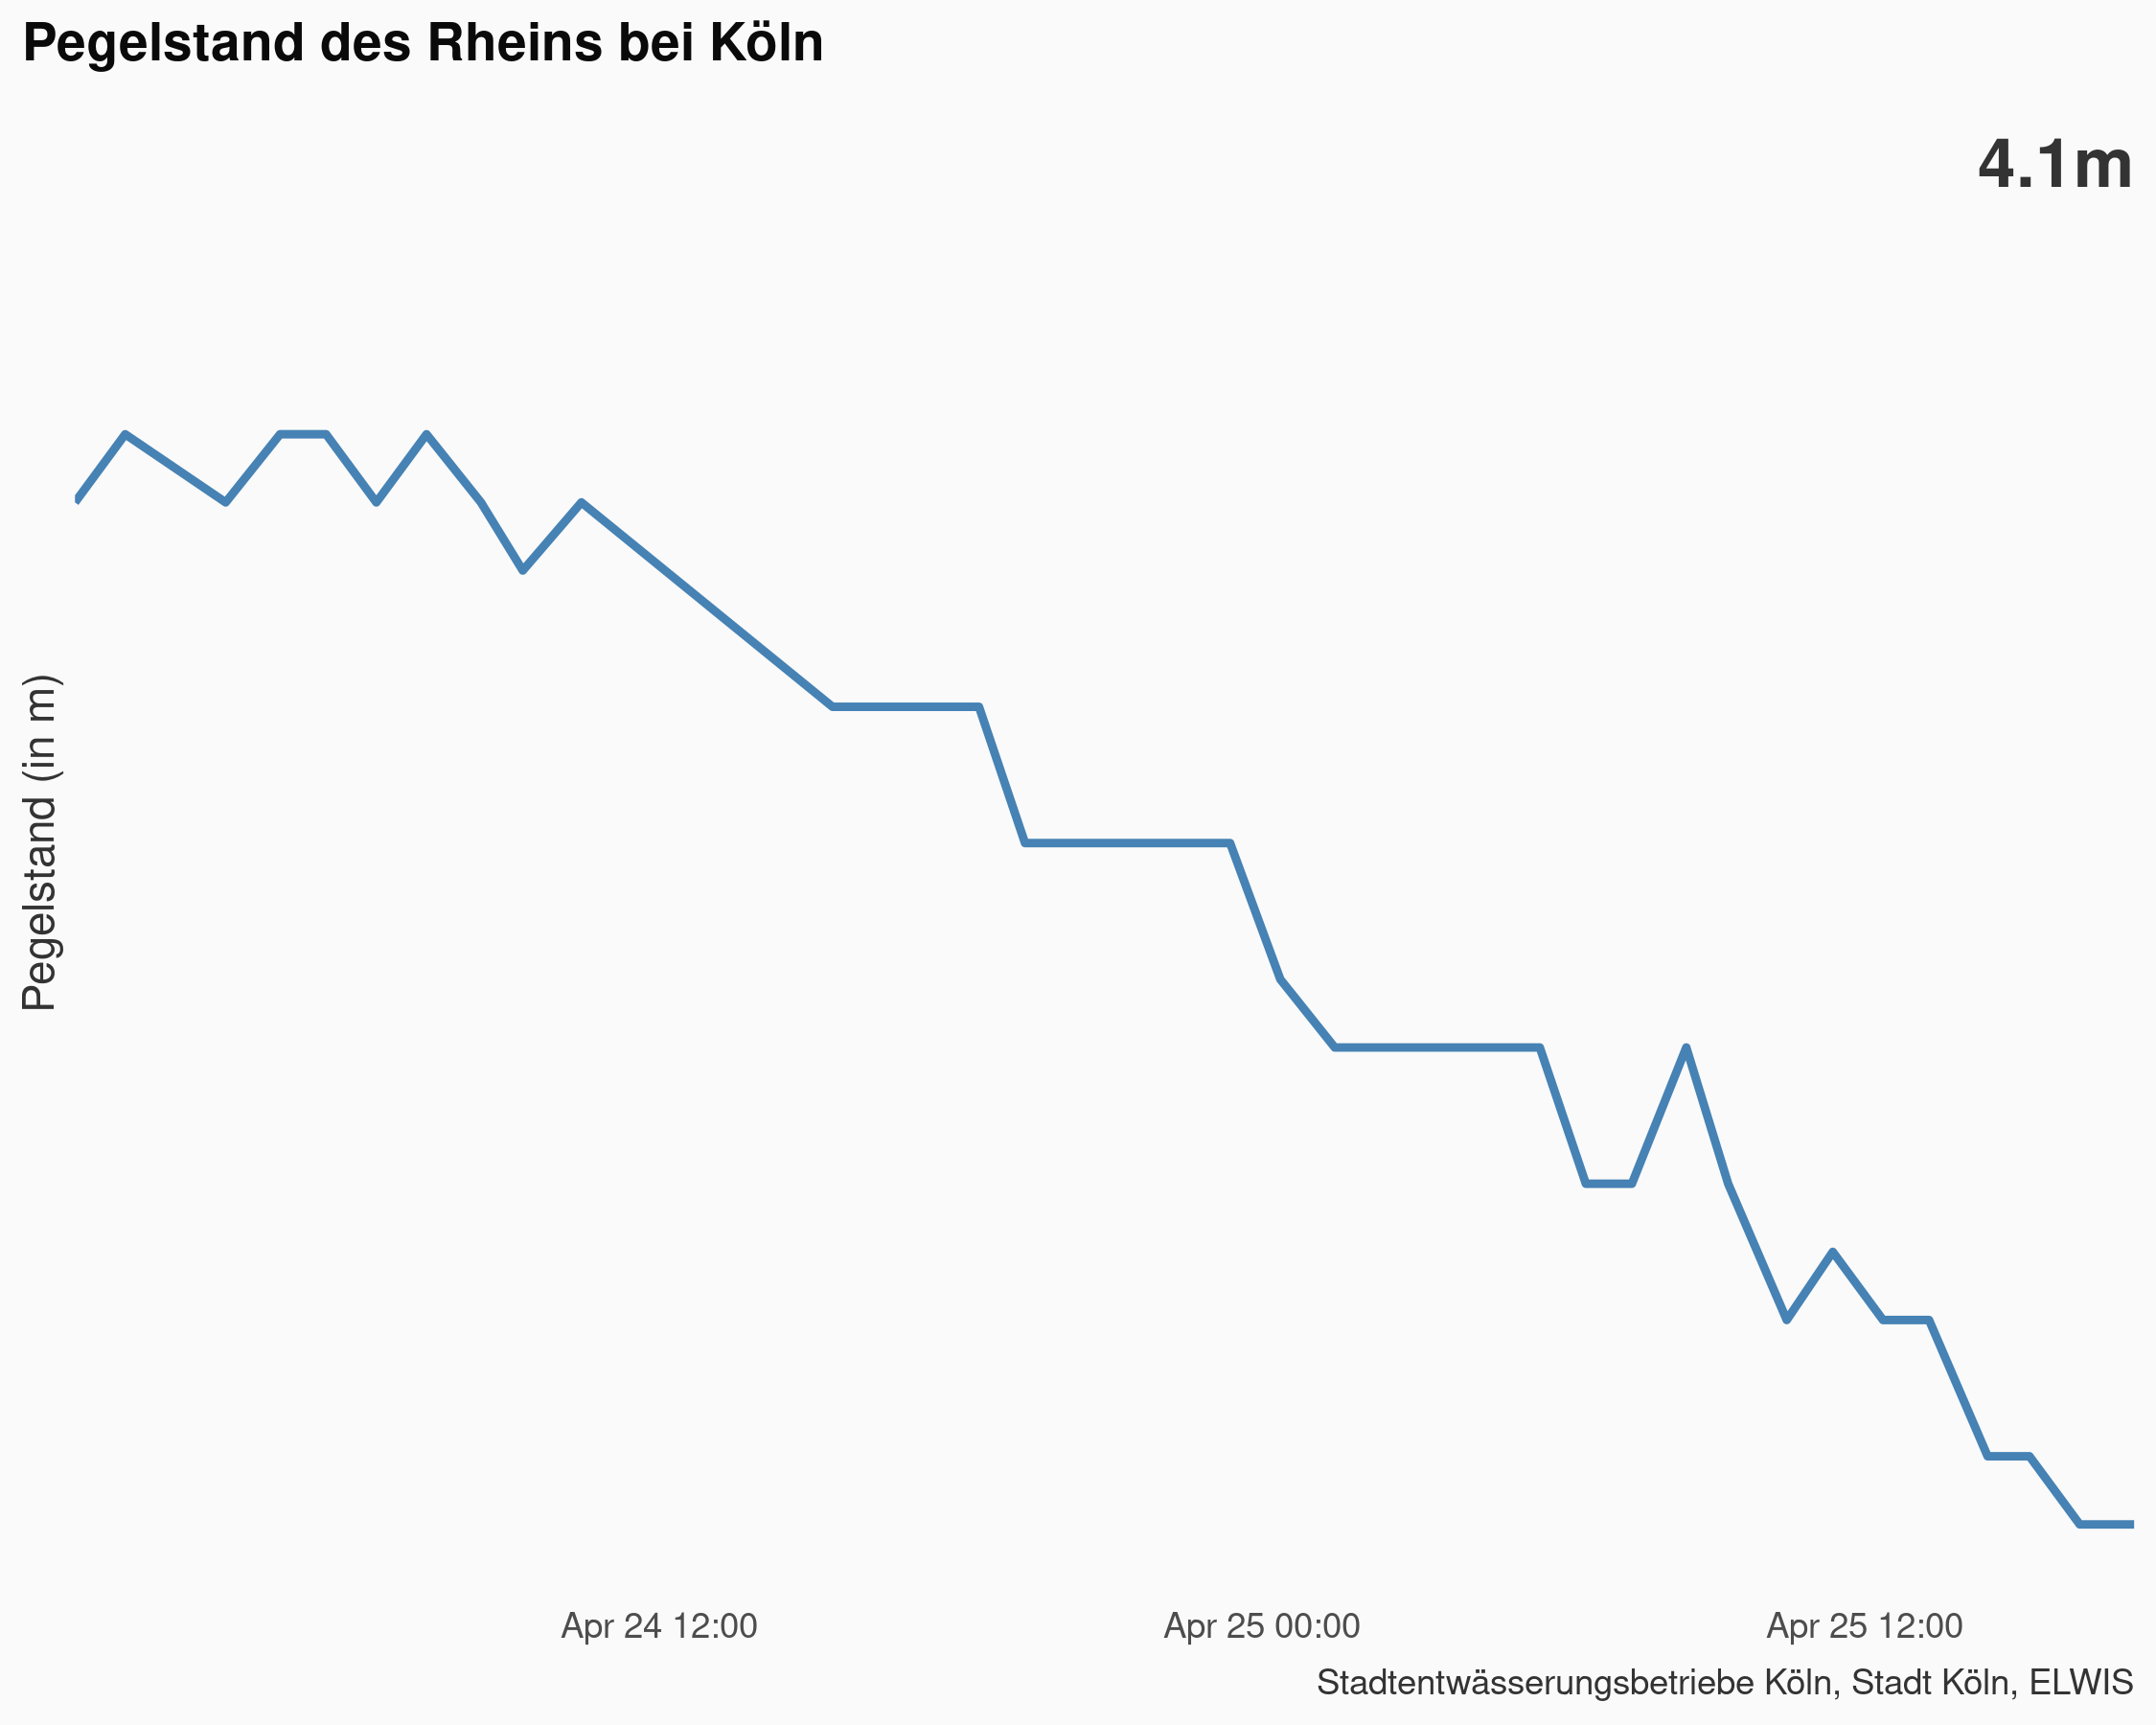 Pegelstand des Rheins bei Köln
4.1m
Pegelstand (in m)
Apr 24 12:00
Apr 25 00:00
Apr 25 12:00
Stadtentwässerungsbetriebe Köln, Stadt Köln, ELWIS